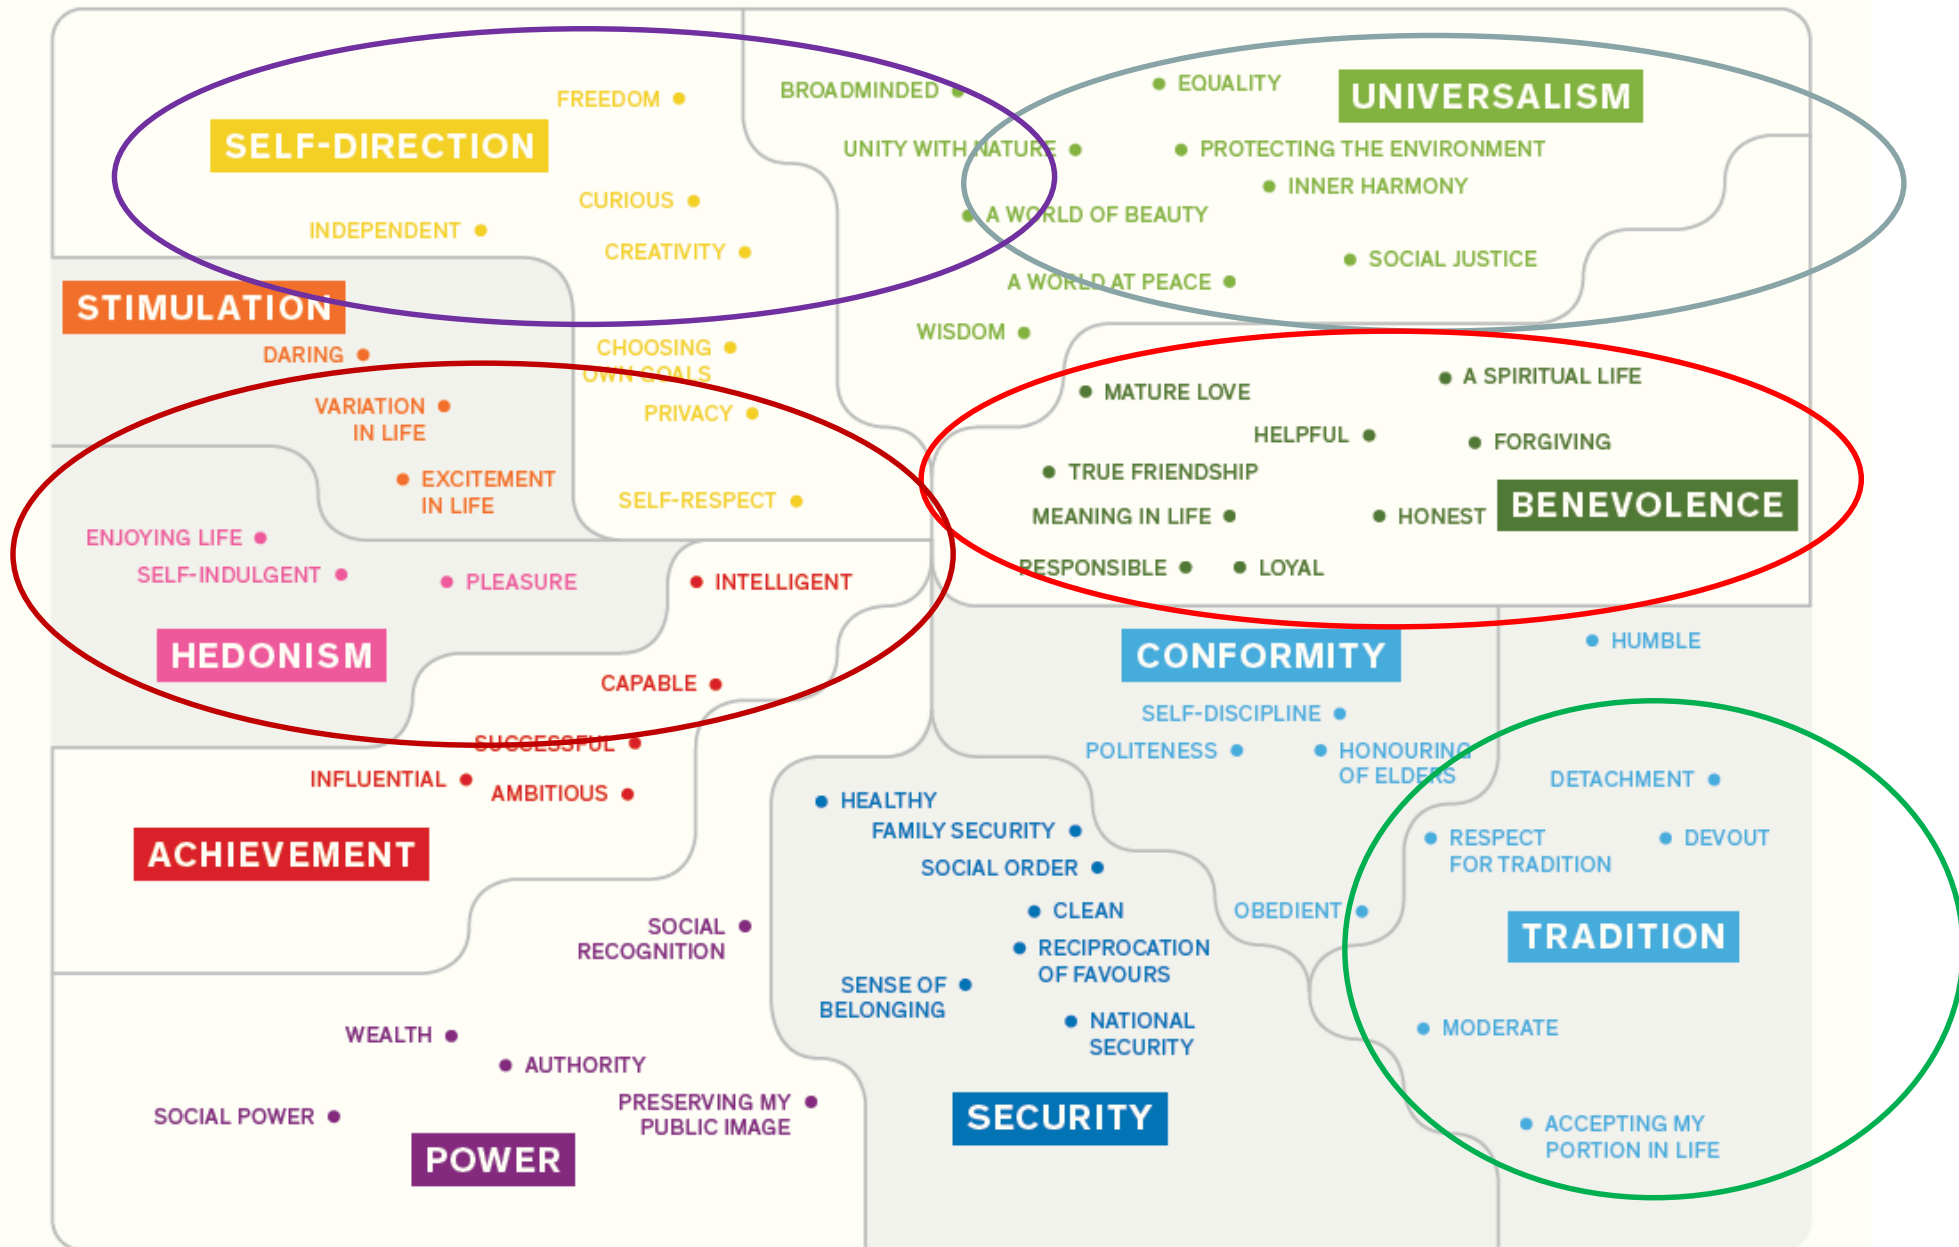 FREEDOM
SELF-DIRECTION
CURIOUS
INDEPENDENT
CREATIVITY
CHOOSING
OWN GOALS
PRIVACY
SELF-RESPECT
BROADMINDED
EQUALITY
UNIVERSALISM
UNITY WITH NATURE
PROTECTING THE ENVIRONMENT
INNER HARMONY
A WORLD OF BEAUTY
SOCIAL JUSTICE
A WORLD AT PEACE
WISDOM
STIMULATION
DARING
VARIATION
IN LIFE
EXCITEMENT
IN LIFE
MATURE LOVE
A SPIRITUAL LIFE
HELPFUL
FORGIVING
TRUE FRIENDSHIP
BENEVOLENCE
MEANING IN LIFE
HONEST
RESPONSIBLE
LOYAL
ENJOYING LIFE
SELF-INDULGENT
PLEASURE
HEDONISM
INTELLIGENT
CAPABLE
SUCCESSFUL
INFLUENTIAL
AMBITIOUS
ACHIEVEMENT
CONFORMITY
SELF-DISCIPLINE
POLITENESS
HONOURING
OF ELDERS
OBEDIENT
HUMBLE
DETACHMENT
RESPECT
FOR TRADITION
DEVOUT
TRADITION
MODERATE
ACCEPTING MY
PORTION IN LIFE
HEALTHY
FAMILY SECURITY
SOCIAL ORDER
CLEAN
RECIPROCATION
OF FAVOURS
SENSE OF
BELONGING
NATIONAL
SECURITY
SECURITY
SOCIAL
RECOGNITION
WEALTH
AUTHORITY
PRESERVING MY
PUBLIC IMAGE
SOCIAL POWER
POWER